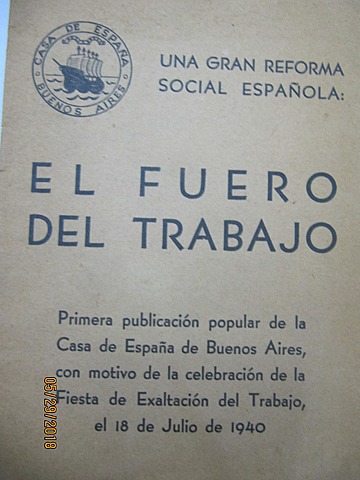 CASA DE ESPAÑA
BUENOS AIRES
UNA GRAN REFORMA
SOCIAL ESPAÑOLA:
EL FUERO
DEL TRABAJO
Primera publicación popular de la
Casa de España de Buenos Aires,
con motivo de la celebración de la
Fiesta de Exaltación del Trabajo,
el 18 de Julio de 1940
05/29/2018